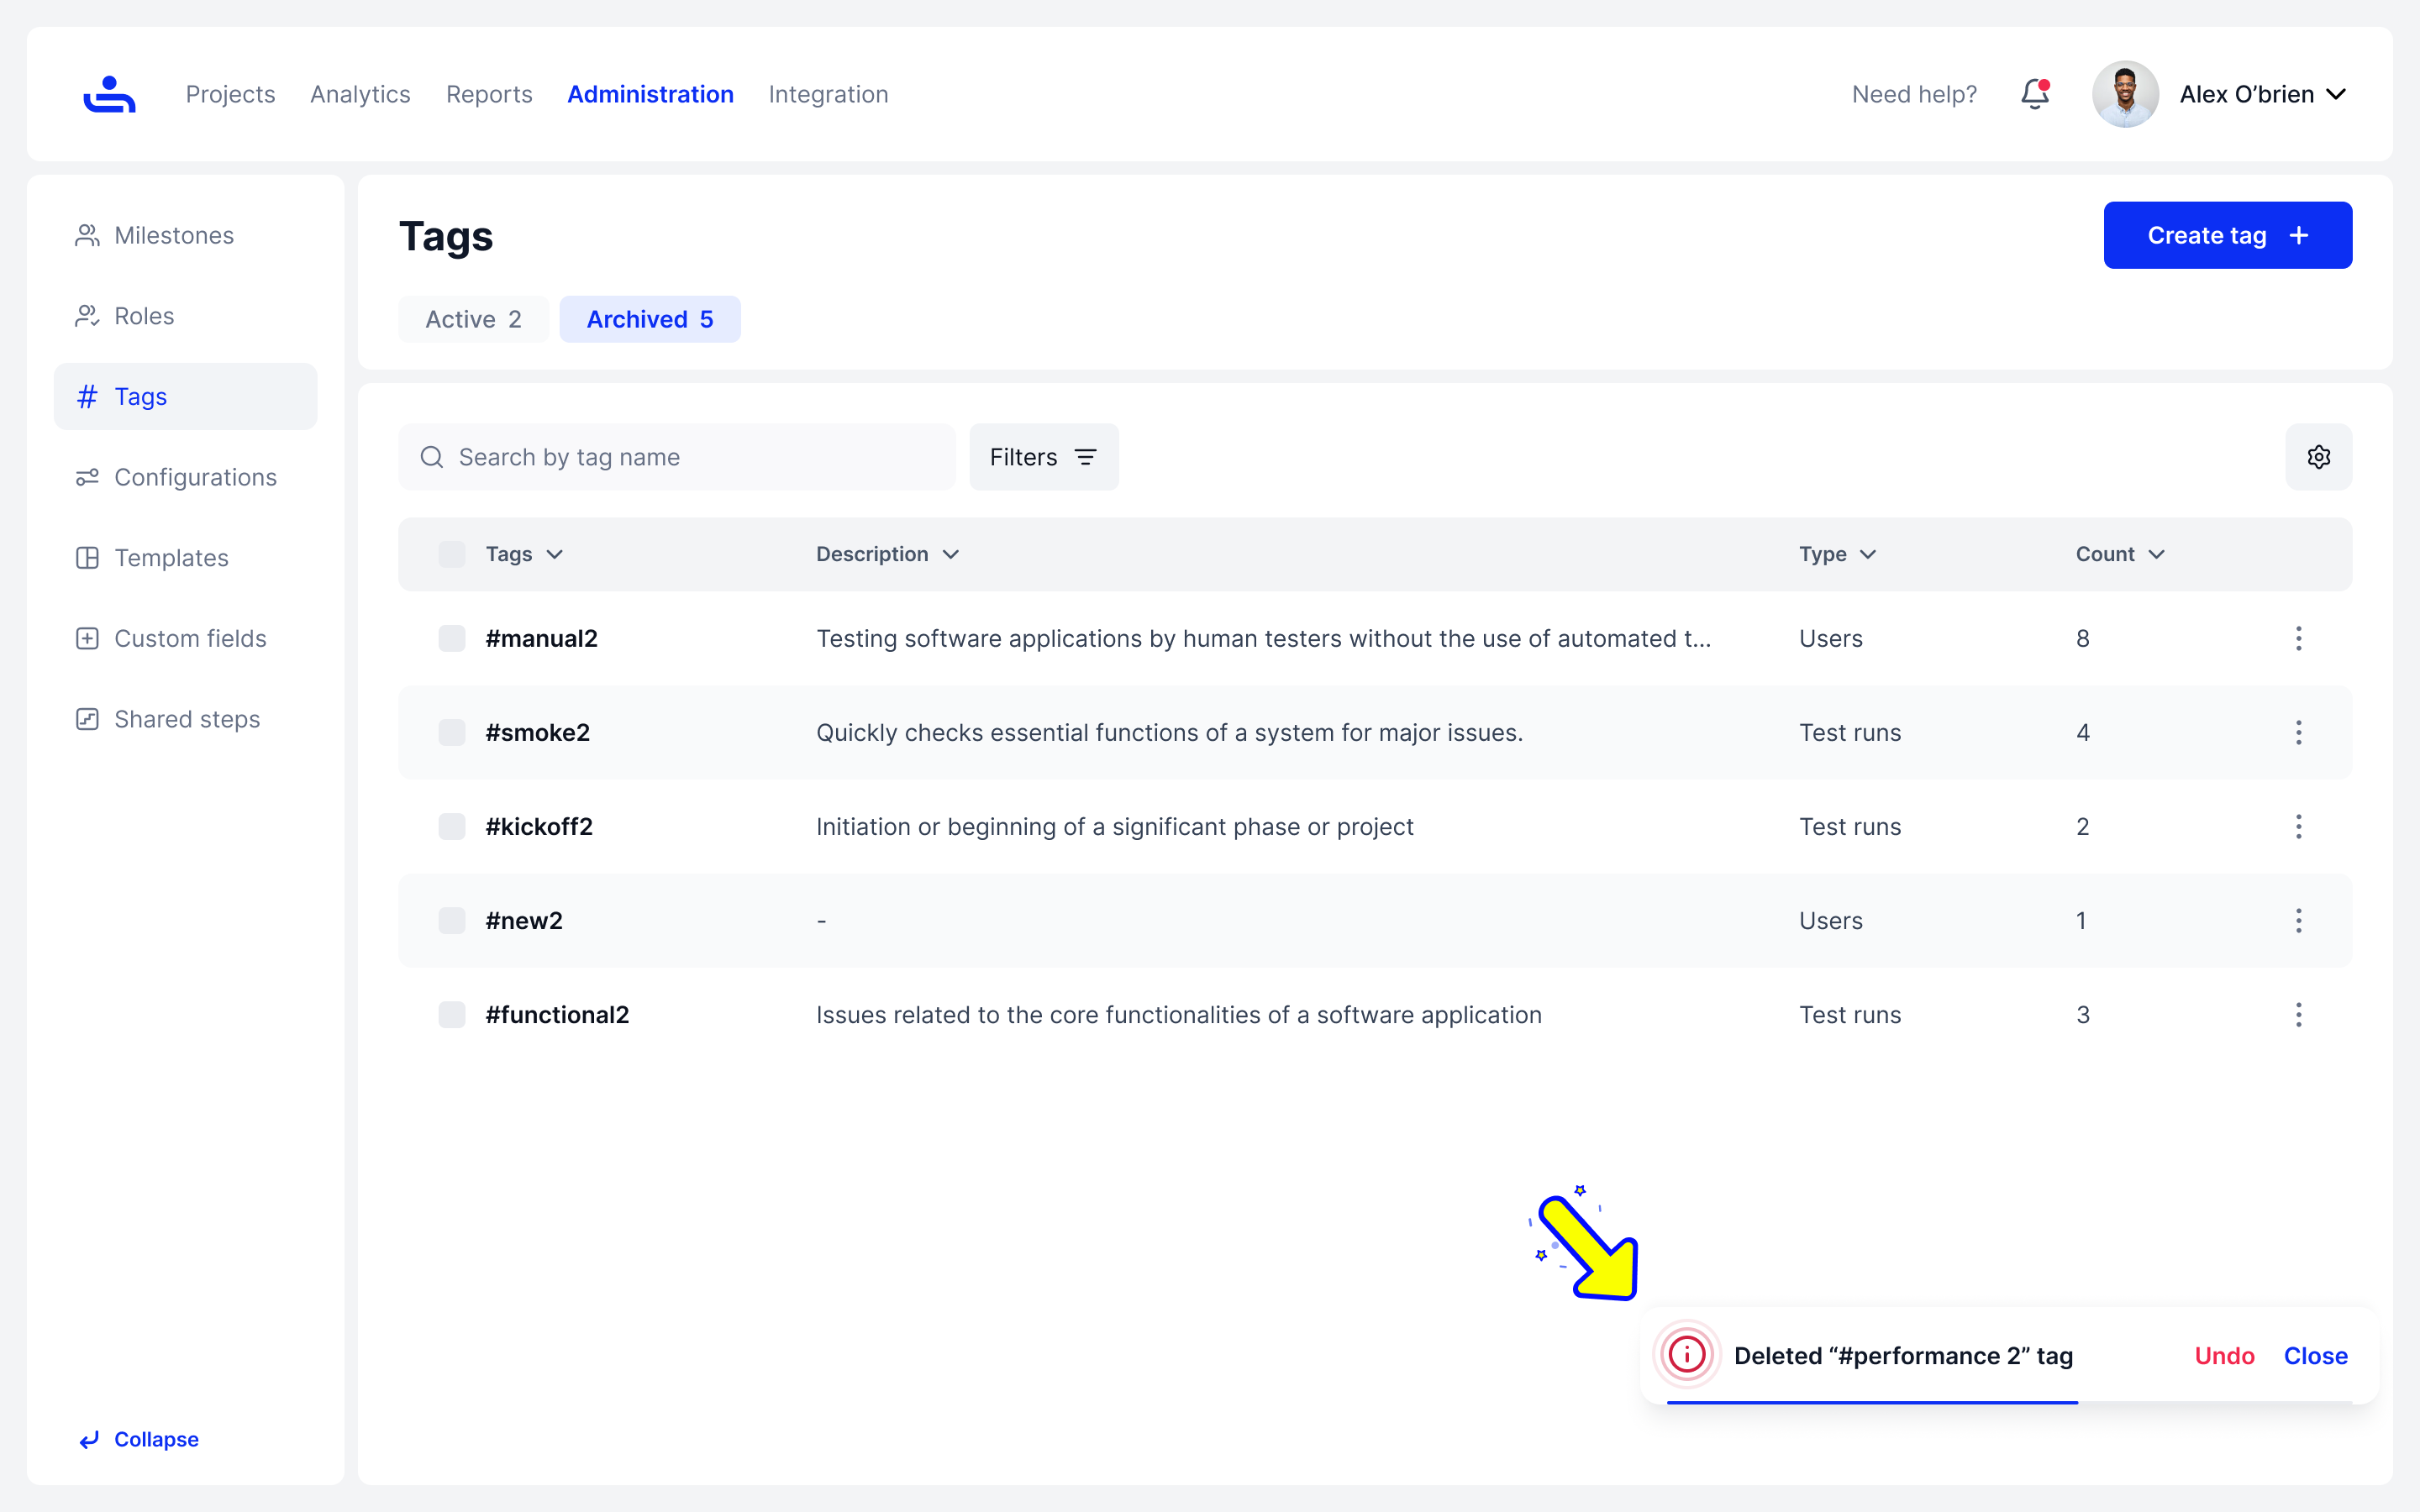 Projects Analytics Reports Administration Integration Need help? Alex O’brien
Milestones
Roles
# Tags
Configurations
Templates
Custom fields
Shared steps
Collapse
Tags
Create tag +
Active 2 Archived 5
Search by tag name Filters
Tags Description Type Count
#manual2 Testing software applications by human testers without the use of automated t... Users 8
#smoke2 Quickly checks essential functions of a system for major issues. Test runs 4
#kickoff2 Initiation or beginning of a significant phase or project Test runs 2
#new2 - Users 1
#functional2 Issues related to the core functionalities of a software application Test runs 3
Deleted “#performance 2” tag Undo Close